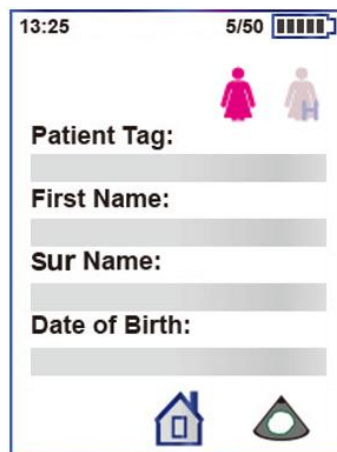 13:25 5/50
H
Patient Tag:
First Name:
Sur Name:
Date of Birth: